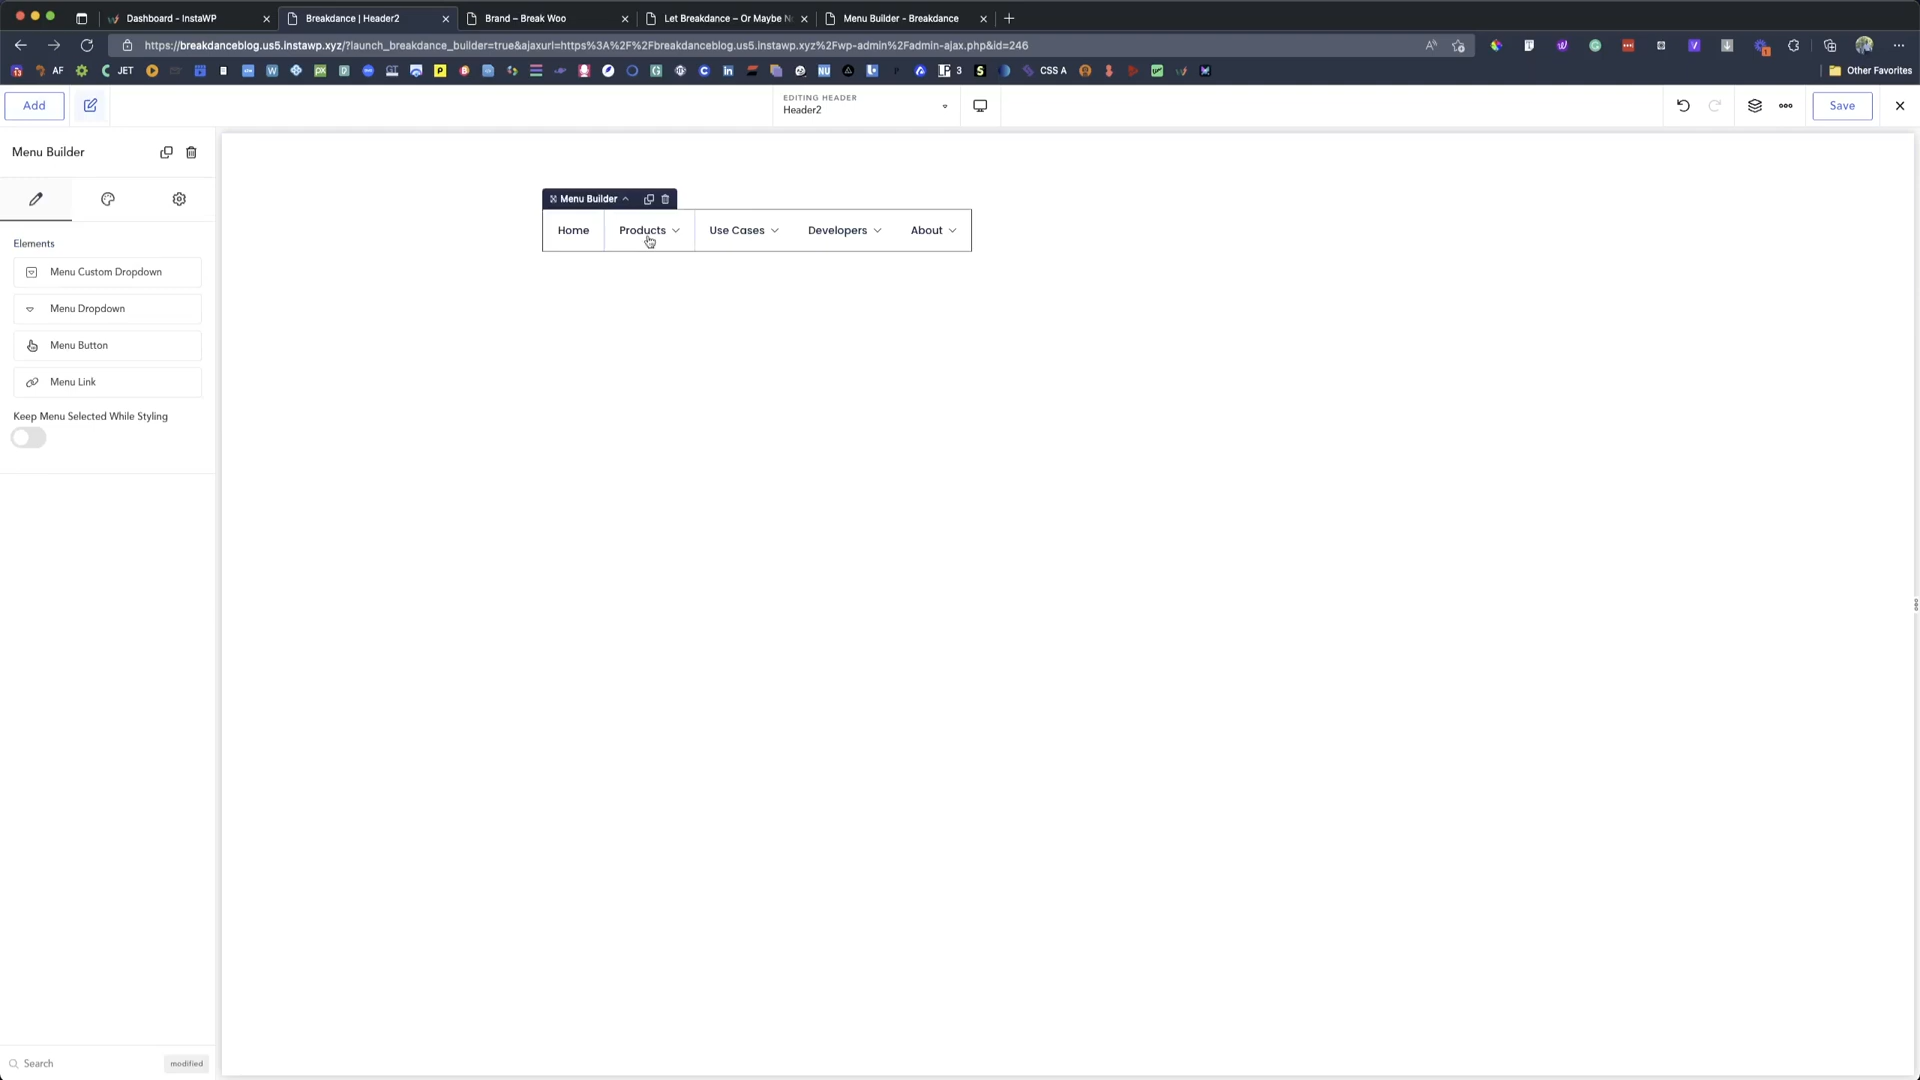 Dashboard - InstaWP
Breakdance | Header2
Brand – Break Woo
Let Breakdance – Or Maybe N
Menu Builder - Breakdance
https://breakdanceblog.us5.instawp.xyz/?launch_breakdance_builder=true&ajaxurl=https%3A%2F%2Fbreakdanceblog.us5.instawp.xyz%2Fwp-admin%2Fadmin-ajax.php&id=246
AF
JET
3
CSS A
Other Favorites
Add
EDITING HEADER
Header2
Save
Menu Builder
Menu Builder
Home
Products
Use Cases
Developers
About
Elements
Menu Custom Dropdown
Menu Dropdown
Menu Button
Menu Link
Keep Menu Selected While Styling
Search
modified